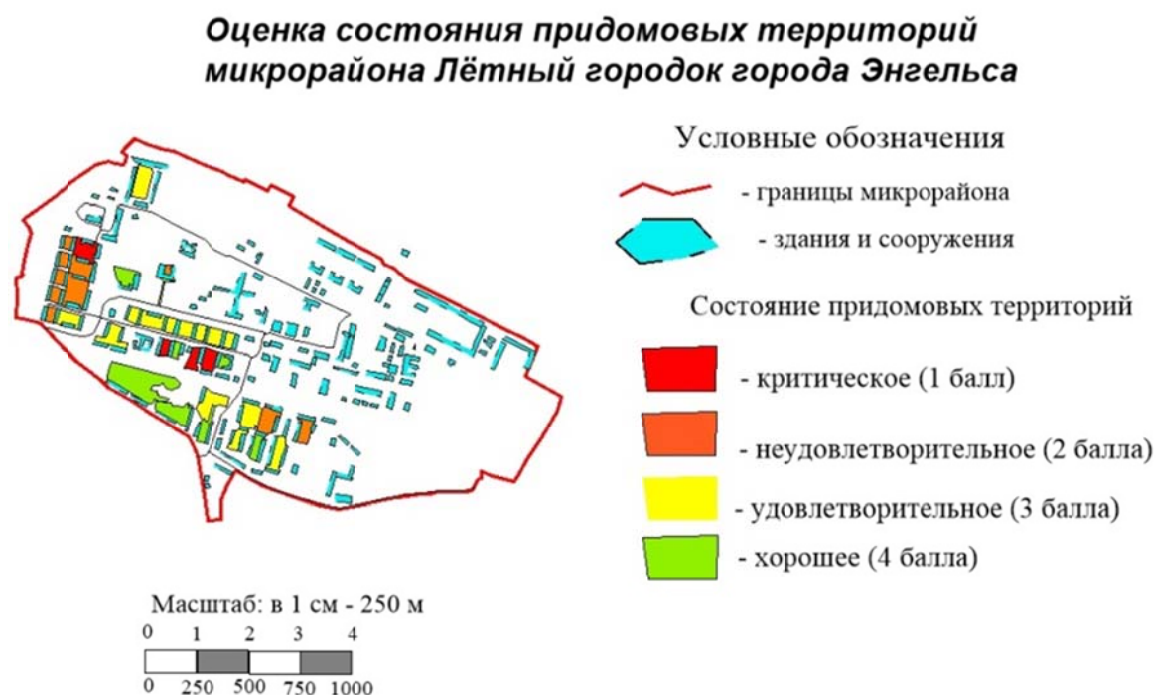 Оценка состояния придомовых территорий
микрорайона Лётный городок города Энгельса
Условные обозначения
- границы микрорайона
- здания и сооружения
Состояние придомовых территорий
- критическое (1 балл)
- неудовлетворительное (2 балла)
- удовлетворительное (3 балла)
- хорошее (4 балла)
Масштаб: в 1 см - 250 м
0 1 2 3 4
0 250 500 750 1000